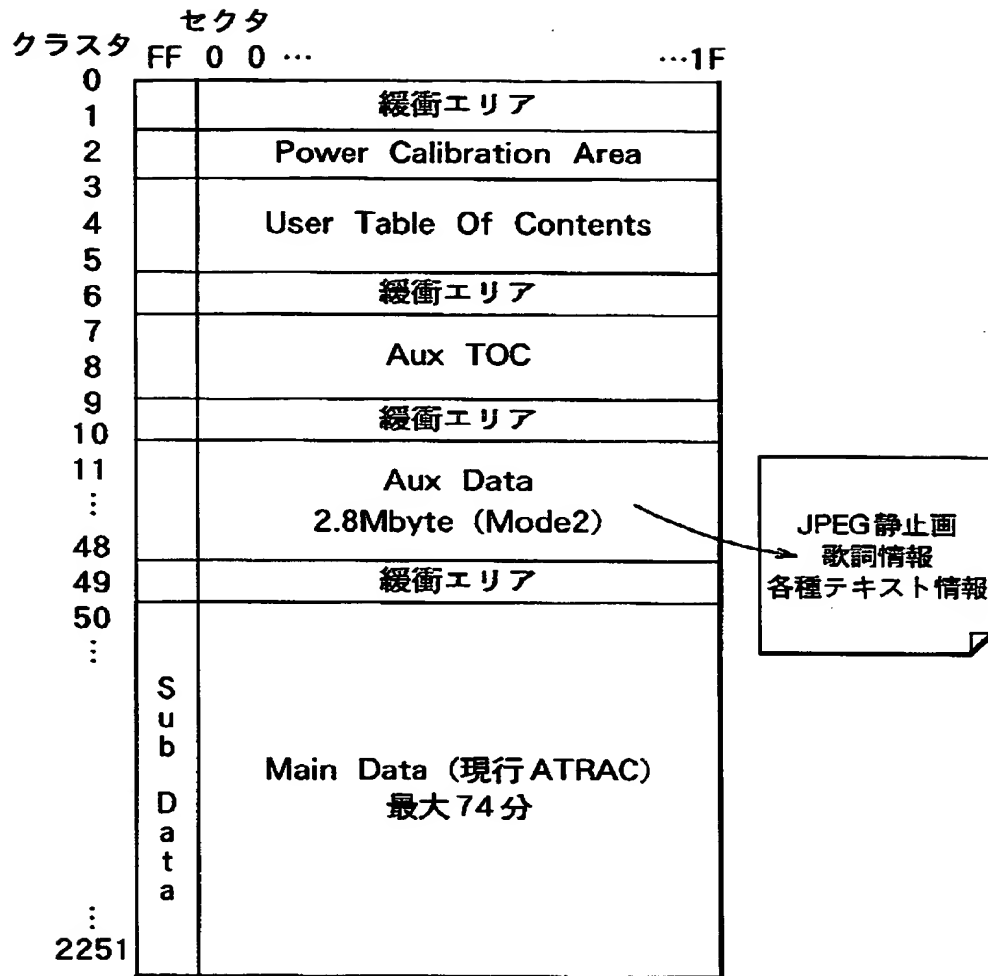 セクタ
クラスタ FF 0 0 … …1F
0
1
緩衝エリア
2 Power Calibration Area
3
4 User Table Of Contents
5
6 緩衝エリア
7
8
Aux TOC
9
10
緩衝エリア
11
⋮
48
Aux Data
2.8Mbyte (Mode2)
49 緩衝エリア
50
⋮
Sub Data
Main Data (現行ATRAC)
最大74分
⋮
2251
JPEG静止画
歌詞情報
各種テキスト情報